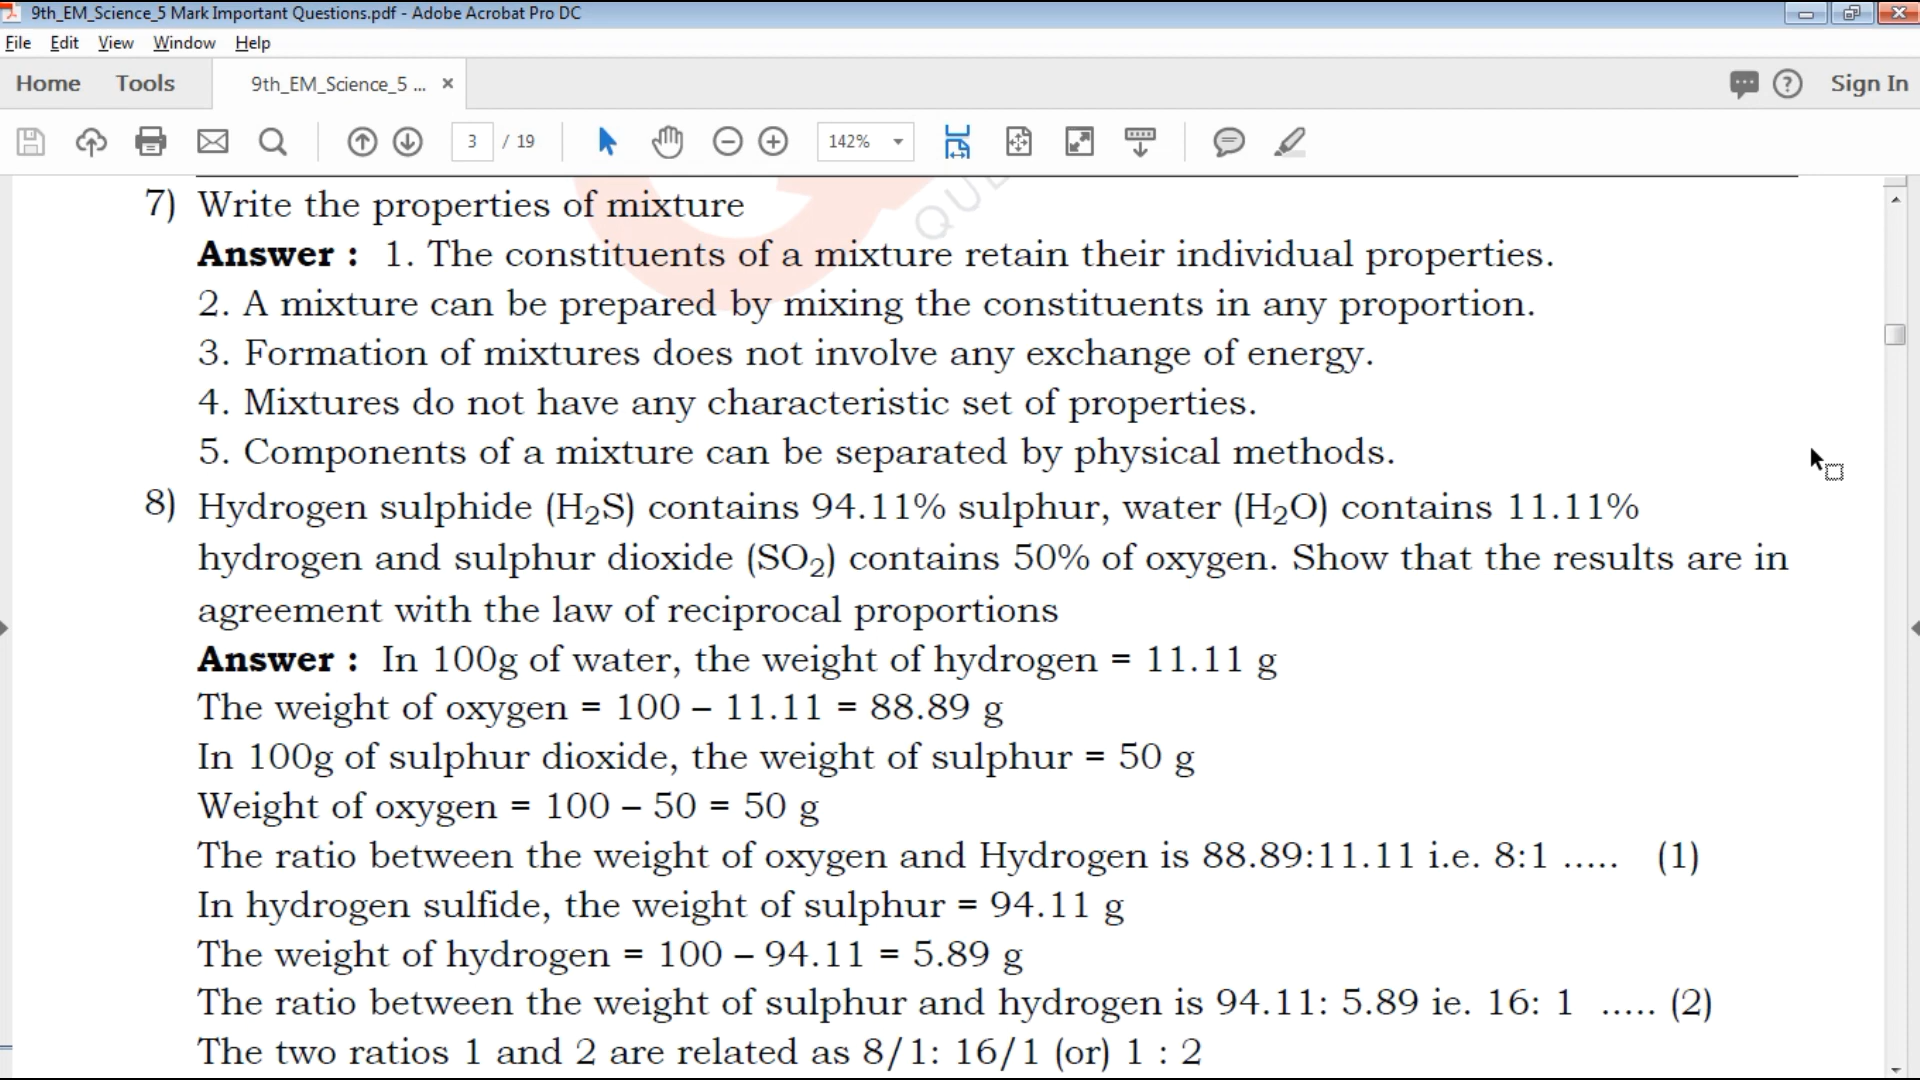 9th_EM_Science_5 Mark Important Questions.pdf - Adobe Acrobat Pro DC
File Edit View Window Help
Home Tools 9th_EM_Science_5 ... × Sign In
3 / 19 142%
QUE
7) Write the properties of mixture
Answer : 1. The constituents of a mixture retain their individual properties.
2. A mixture can be prepared by mixing the constituents in any proportion.
3. Formation of mixtures does not involve any exchange of energy.
4. Mixtures do not have any characteristic set of properties.
5. Components of a mixture can be separated by physical methods.
8) Hydrogen sulphide (H₂S) contains 94.11% sulphur, water (H₂O) contains 11.11%
hydrogen and sulphur dioxide (SO₂) contains 50% of oxygen. Show that the results are in
agreement with the law of reciprocal proportions
Answer : In 100g of water, the weight of hydrogen = 11.11 g
The weight of oxygen = 100 – 11.11 = 88.89 g
In 100g of sulphur dioxide, the weight of sulphur = 50 g
Weight of oxygen = 100 – 50 = 50 g
The ratio between the weight of oxygen and Hydrogen is 88.89:11.11 i.e. 8:1 ..... (1)
In hydrogen sulfide, the weight of sulphur = 94.11 g
The weight of hydrogen = 100 – 94.11 = 5.89 g
The ratio between the weight of sulphur and hydrogen is 94.11: 5.89 ie. 16: 1 ..... (2)
The two ratios 1 and 2 are related as 8/1: 16/1 (or) 1 : 2